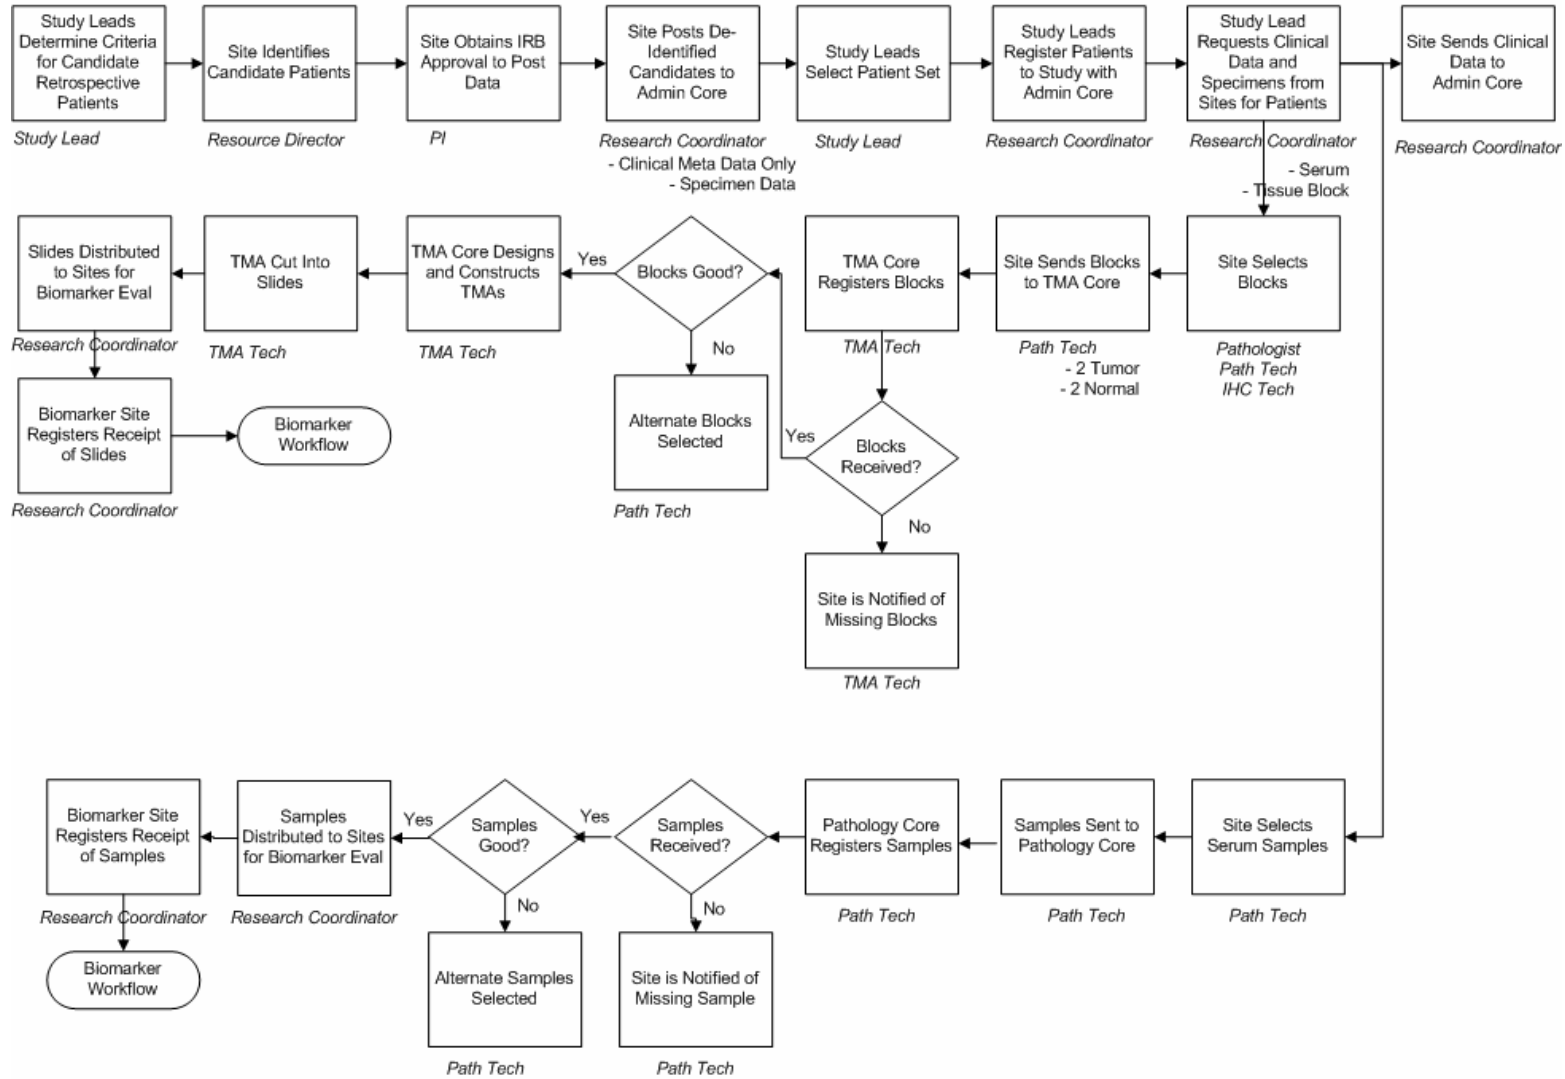 Study Leads
Determine Criteria
for Candidate
Retrospective
Patients
Study Lead
Site Identifies
Candidate Patients
Resource Director
Site Obtains IRB
Approval to Post
Data
PI
Site Posts De-
Identified
Candidates to
Admin Core
Research Coordinator
- Clinical Meta Data Only
- Specimen Data
Study Leads
Select Patient Set
Study Lead
Study Leads
Register Patients
to Study with
Admin Core
Research Coordinator
Study Lead
Requests Clinical
Data and
Specimens from
Sites for Patients
Research Coordinator
- Serum
- Tissue Block
Site Sends Clinical
Data to
Admin Core
Research Coordinator
Slides Distributed
to Sites for
Biomarker Eval
Research Coordinator
TMA Cut Into
Slides
TMA Tech
TMA Core Designs
and Constructs
TMAs
TMA Tech
Yes
Blocks Good?
No
TMA Core
Registers Blocks
TMA Tech
Site Sends Blocks
to TMA Core
Path Tech
- 2 Tumor
- 2 Normal
Site Selects
Blocks
Pathologist
Path Tech
IHC Tech
Biomarker Site
Registers Receipt
of Slides
Research Coordinator
Biomarker
Workflow
Alternate Blocks
Selected
Path Tech
Yes
Blocks
Received?
No
Site is Notified of
Missing Blocks
TMA Tech
Biomarker Site
Registers Receipt
of Samples
Research Coordinator
Samples
Distributed to Sites
for Biomarker Eval
Research Coordinator
Yes
Samples
Good?
No
Yes
Samples
Received?
No
Pathology Core
Registers Samples
Path Tech
Samples Sent to
Pathology Core
Path Tech
Site Selects
Serum Samples
Path Tech
Biomarker
Workflow
Alternate Samples
Selected
Path Tech
Site is Notified of
Missing Sample
Path Tech